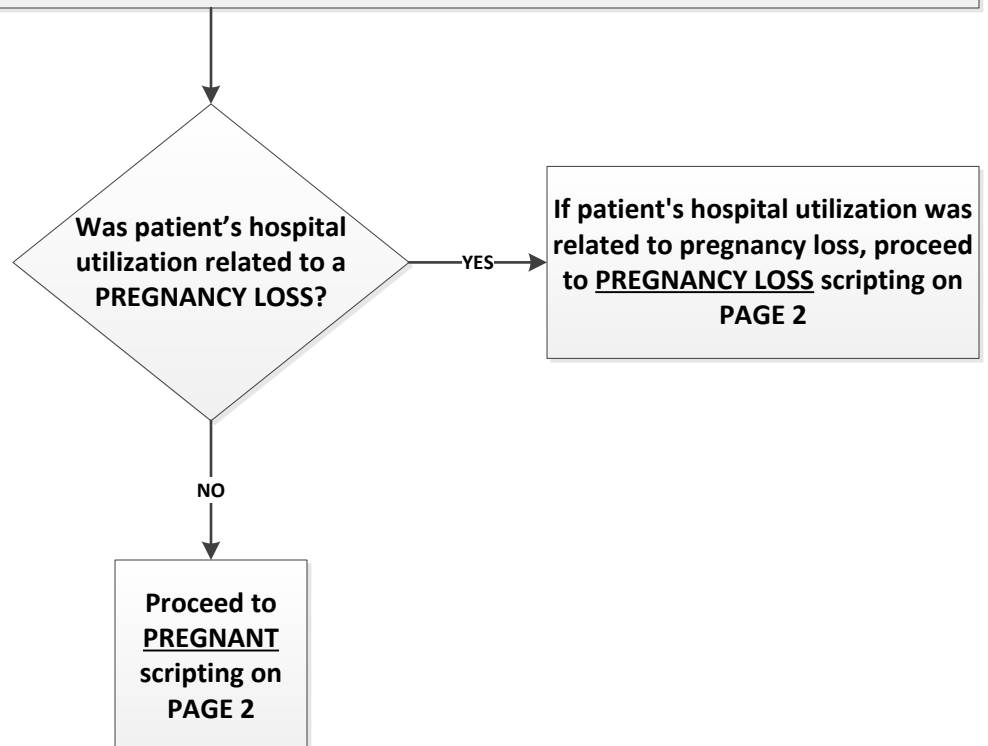 Was patient’s hospital
utilization related to a
PREGNANCY LOSS?
YES
If patient's hospital utilization was
related to pregnancy loss, proceed
to PREGNANCY LOSS scripting on
PAGE 2
NO
Proceed to
PREGNANT
scripting on
PAGE 2